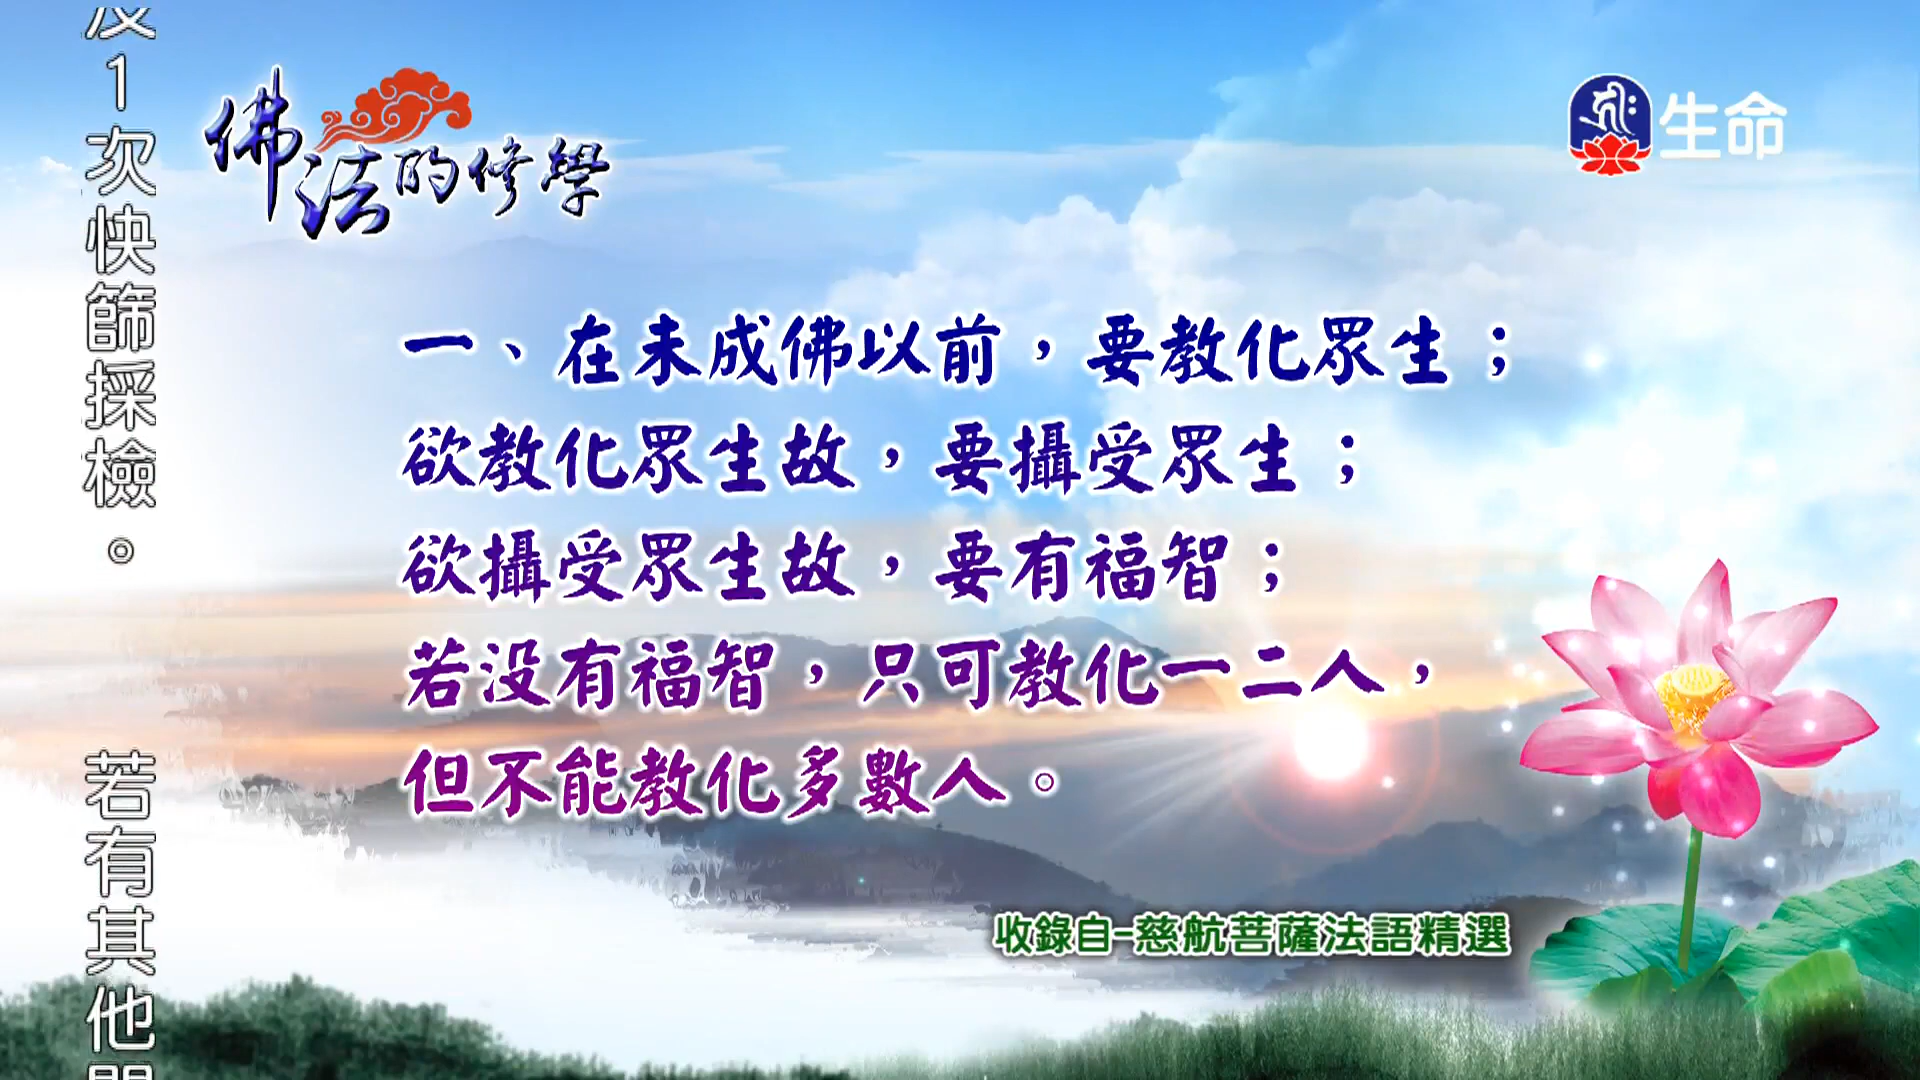 佛法的修學
生命
一、在未成佛以前，要教化眾生；
欲教化眾生故，要攝受眾生；
欲攝受眾生故，要有福智；
若没有福智，只可教化一二人，
但不能教化多數人。
收錄自-慈航菩薩法語精選
1次快篩採檢。 若有其他